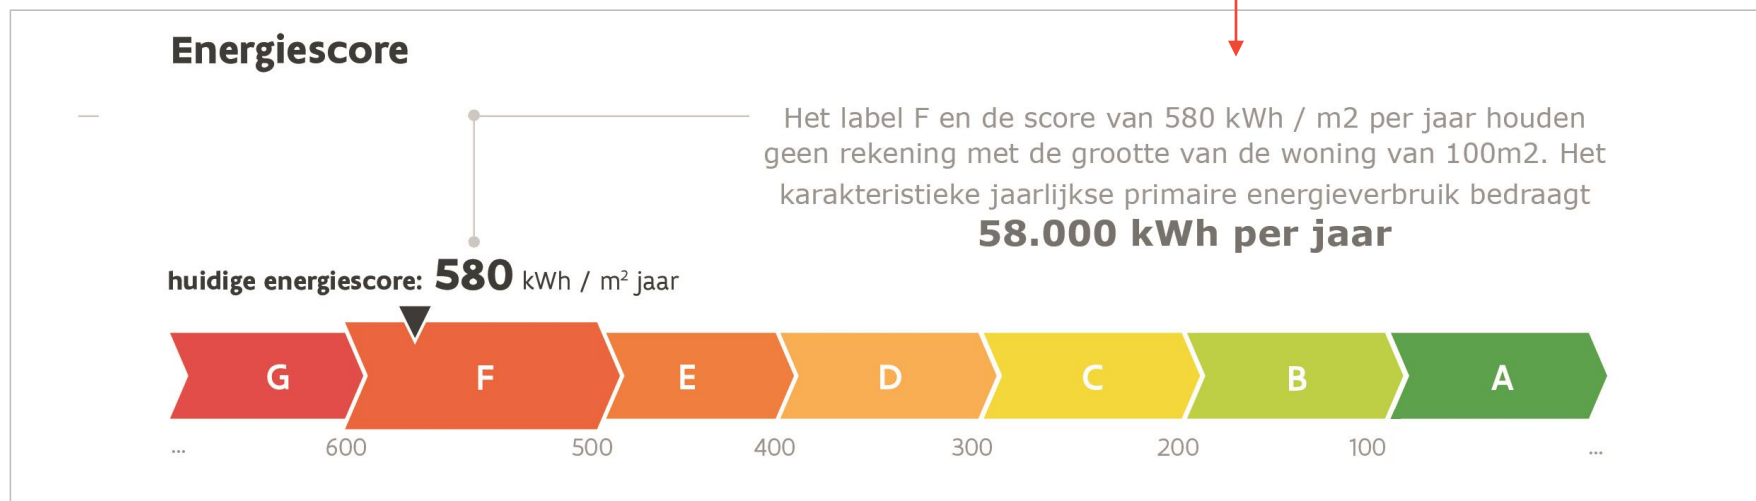 Energiescore
Het label F en de score van 580 kWh / m2 per jaar houden
geen rekening met de grootte van de woning van 100m2. Het
karakteristieke jaarlijkse primaire energieverbruik bedraagt
58.000 kWh per jaar
huidige energiescore: 580 kWh / m² jaar
G F E D C B A
... 600 500 400 300 200 100 ...